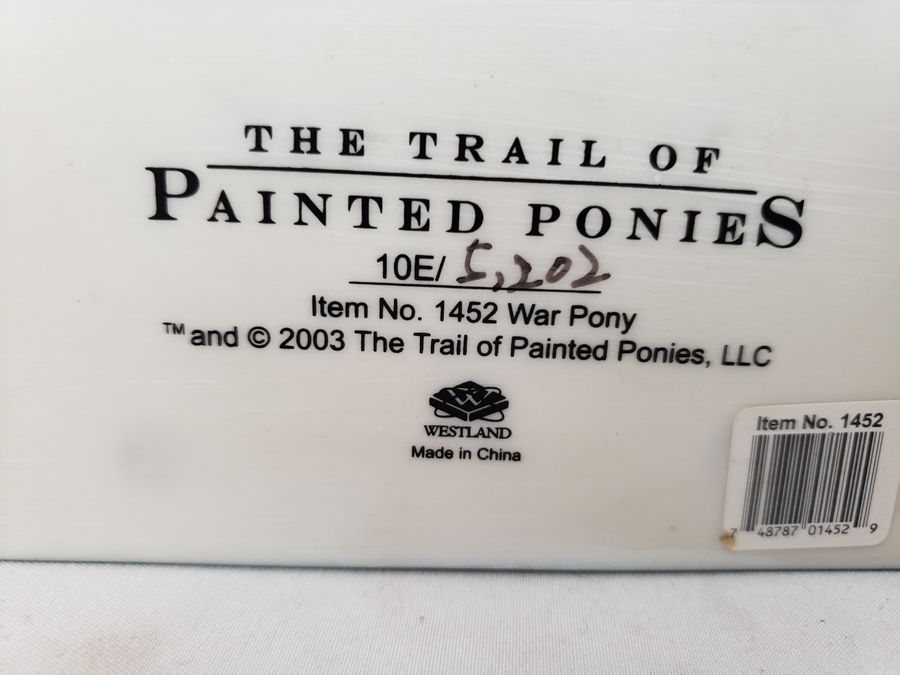 THE TRAIL OF
PAINTED PONIES
10E/ 5,202
Item No. 1452 War Pony
™ and © 2003 The Trail of Painted Ponies, LLC
WESTLAND
Made in China
Item No. 1452
7 48787 01452 9